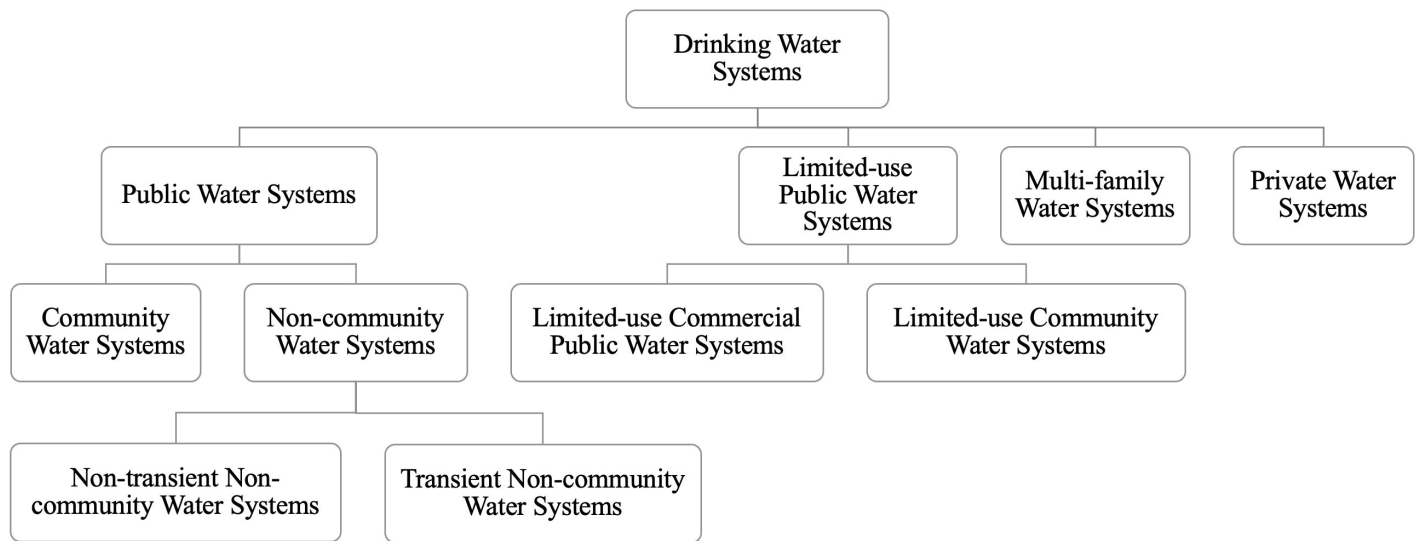 Drinking Water
Systems
Public Water Systems
Limited-use
Public Water
Systems
Multi-family
Water Systems
Private Water
Systems
Community
Water Systems
Non-community
Water Systems
Limited-use Commercial
Public Water Systems
Limited-use Community
Water Systems
Non-transient Non-
community Water Systems
Transient Non-community
Water Systems